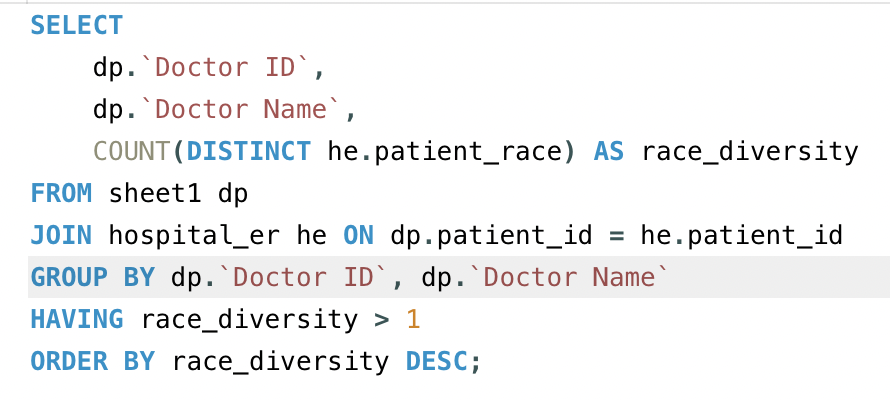 SELECT
    dp.`Doctor ID`,
    dp.`Doctor Name`,
    COUNT(DISTINCT he.patient_race) AS race_diversity
FROM sheet1 dp
JOIN hospital_er he ON dp.patient_id = he.patient_id
GROUP BY dp.`Doctor ID`, dp.`Doctor Name`
HAVING race_diversity > 1
ORDER BY race_diversity DESC;